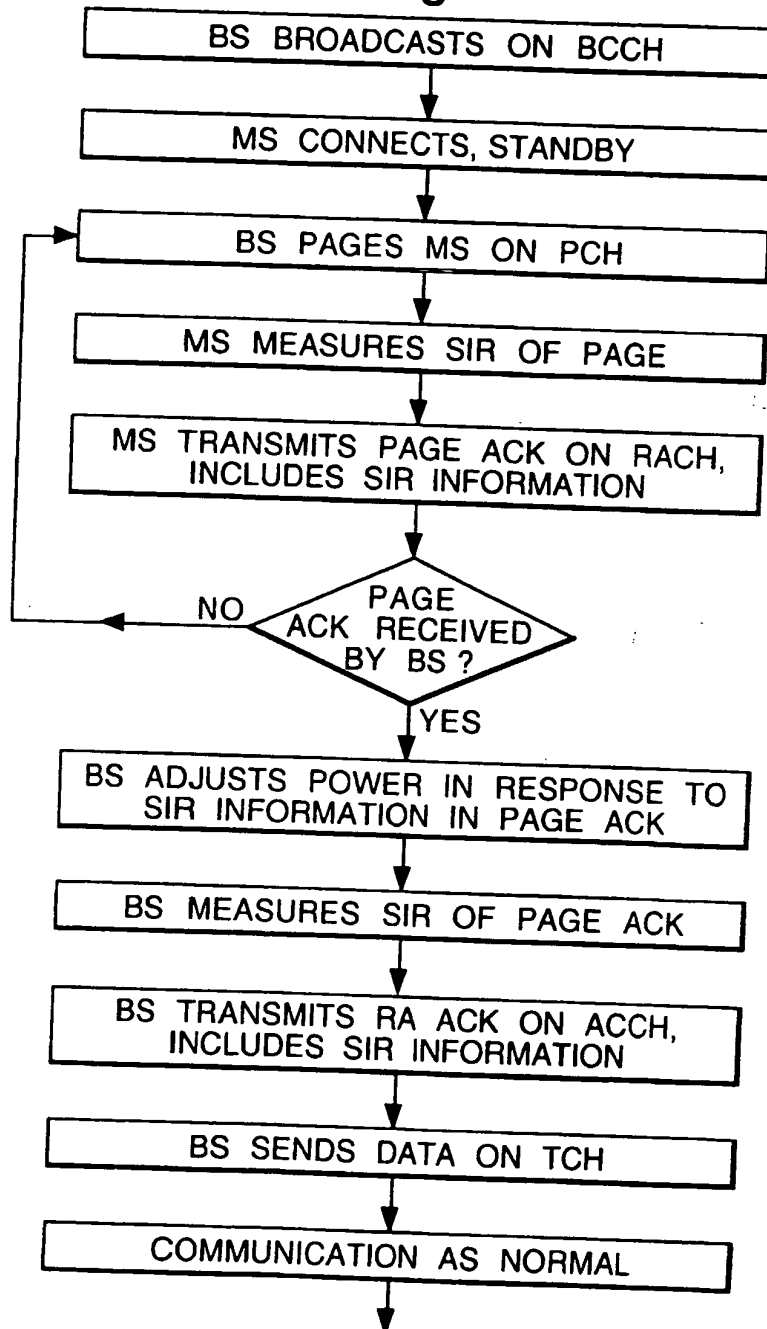 BS BROADCASTS ON BCCH
MS CONNECTS, STANDBY
BS PAGES MS ON PCH
MS MEASURES SIR OF PAGE
MS TRANSMITS PAGE ACK ON RACH,
INCLUDES SIR INFORMATION
PAGE
ACK RECEIVED
BY BS ?
NO
YES
BS ADJUSTS POWER IN RESPONSE TO
SIR INFORMATION IN PAGE ACK
BS MEASURES SIR OF PAGE ACK
BS TRANSMITS RA ACK ON ACCH,
INCLUDES SIR INFORMATION
BS SENDS DATA ON TCH
COMMUNICATION AS NORMAL